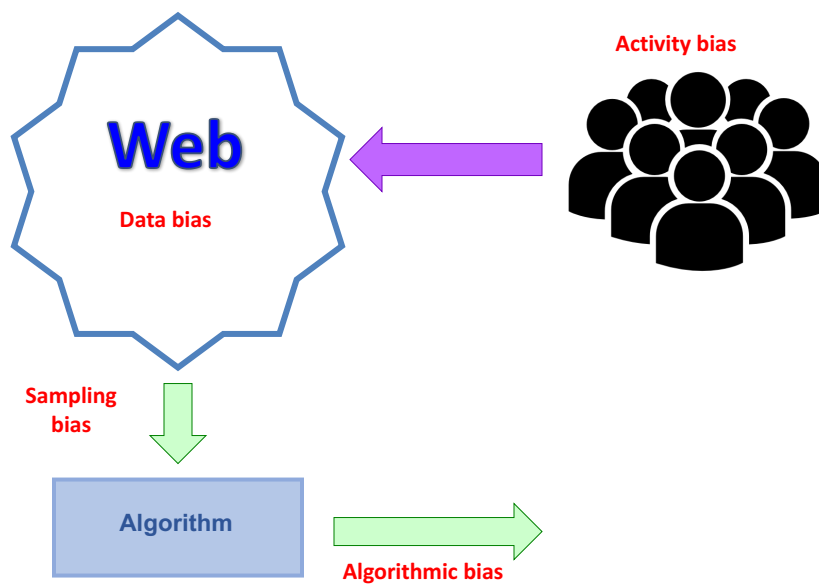 Activity bias
Web
Data bias
Sampling
bias
Algorithm
Algorithmic bias